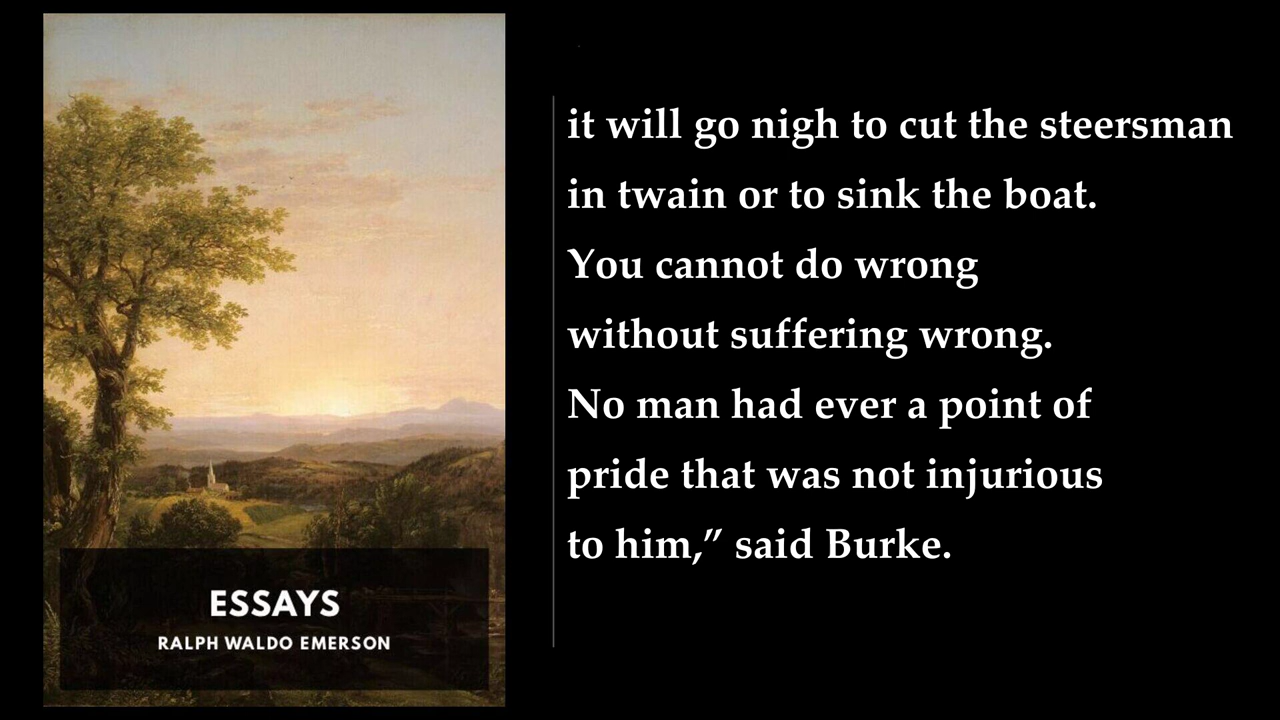 ESSAYS
RALPH WALDO EMERSON
it will go nigh to cut the steersman
in twain or to sink the boat.
You cannot do wrong
without suffering wrong.
No man had ever a point of
pride that was not injurious
to him,” said Burke.